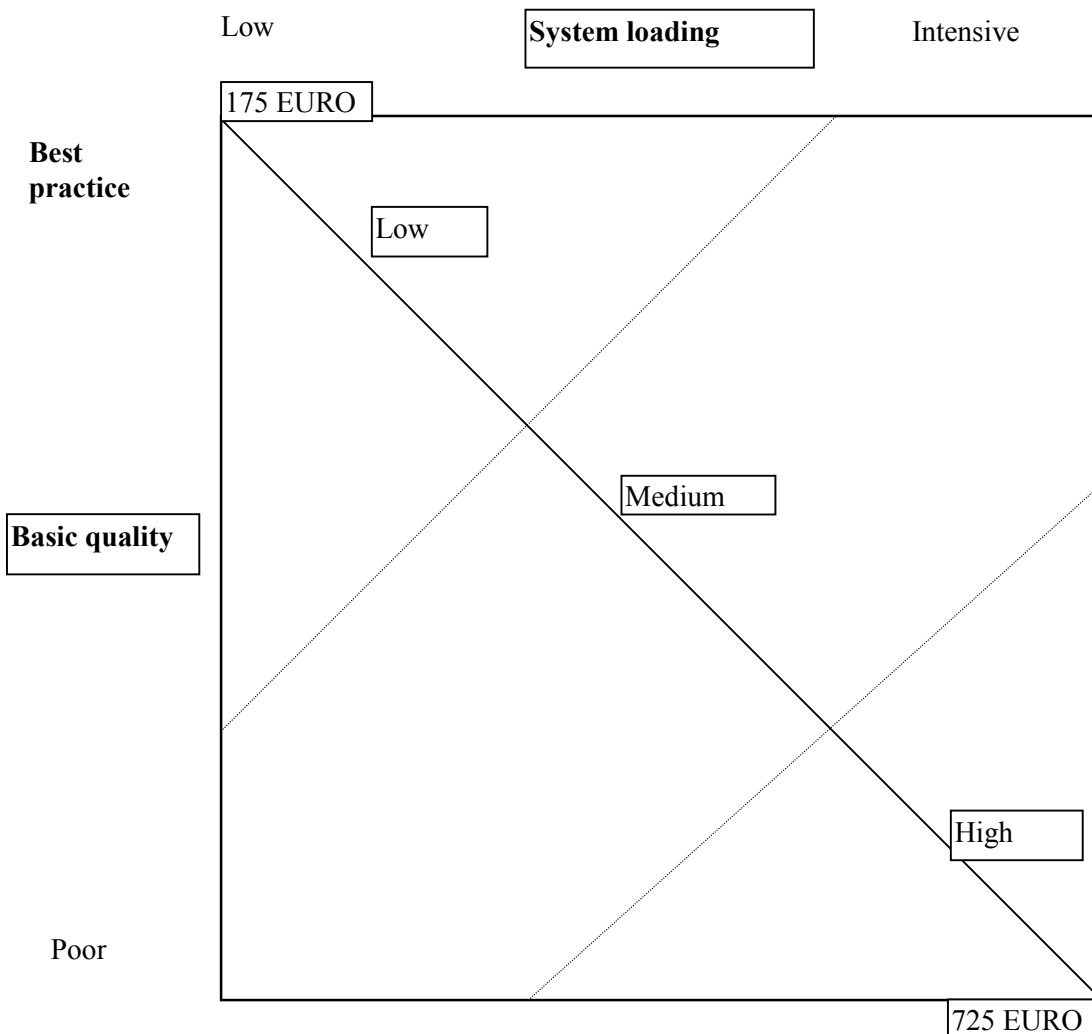 Low
System loading
Intensive
175 EURO
Best
practice
Low
Medium
Basic quality
High
Poor
725 EURO